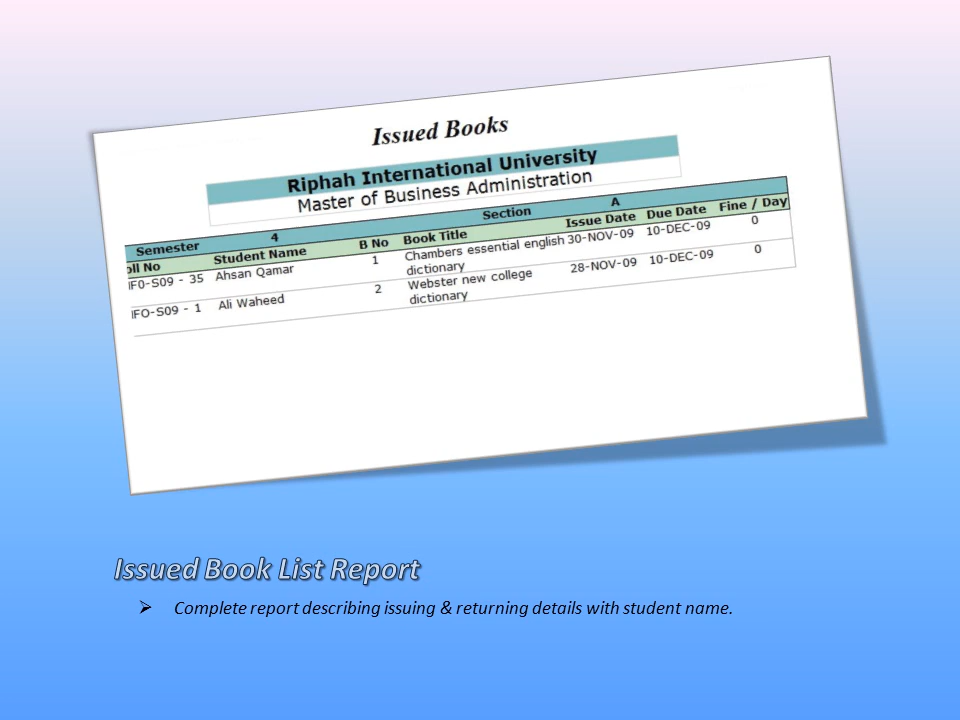 Issued Books
Riphah International University
Master of Business Administration
Semester 4 Section A
oll No Student Name B No Book Title Issue Date Due Date Fine / Day
IFO-S09 - 35 Ahsan Qamar 1 Chambers essential english 30-NOV-09 10-DEC-09 0
dictionary
IFO-S09 - 1 Ali Waheed 2 Webster new college 28-NOV-09 10-DEC-09 0
dictionary
Issued Book List Report
➢ Complete report describing issuing & returning details with student name.